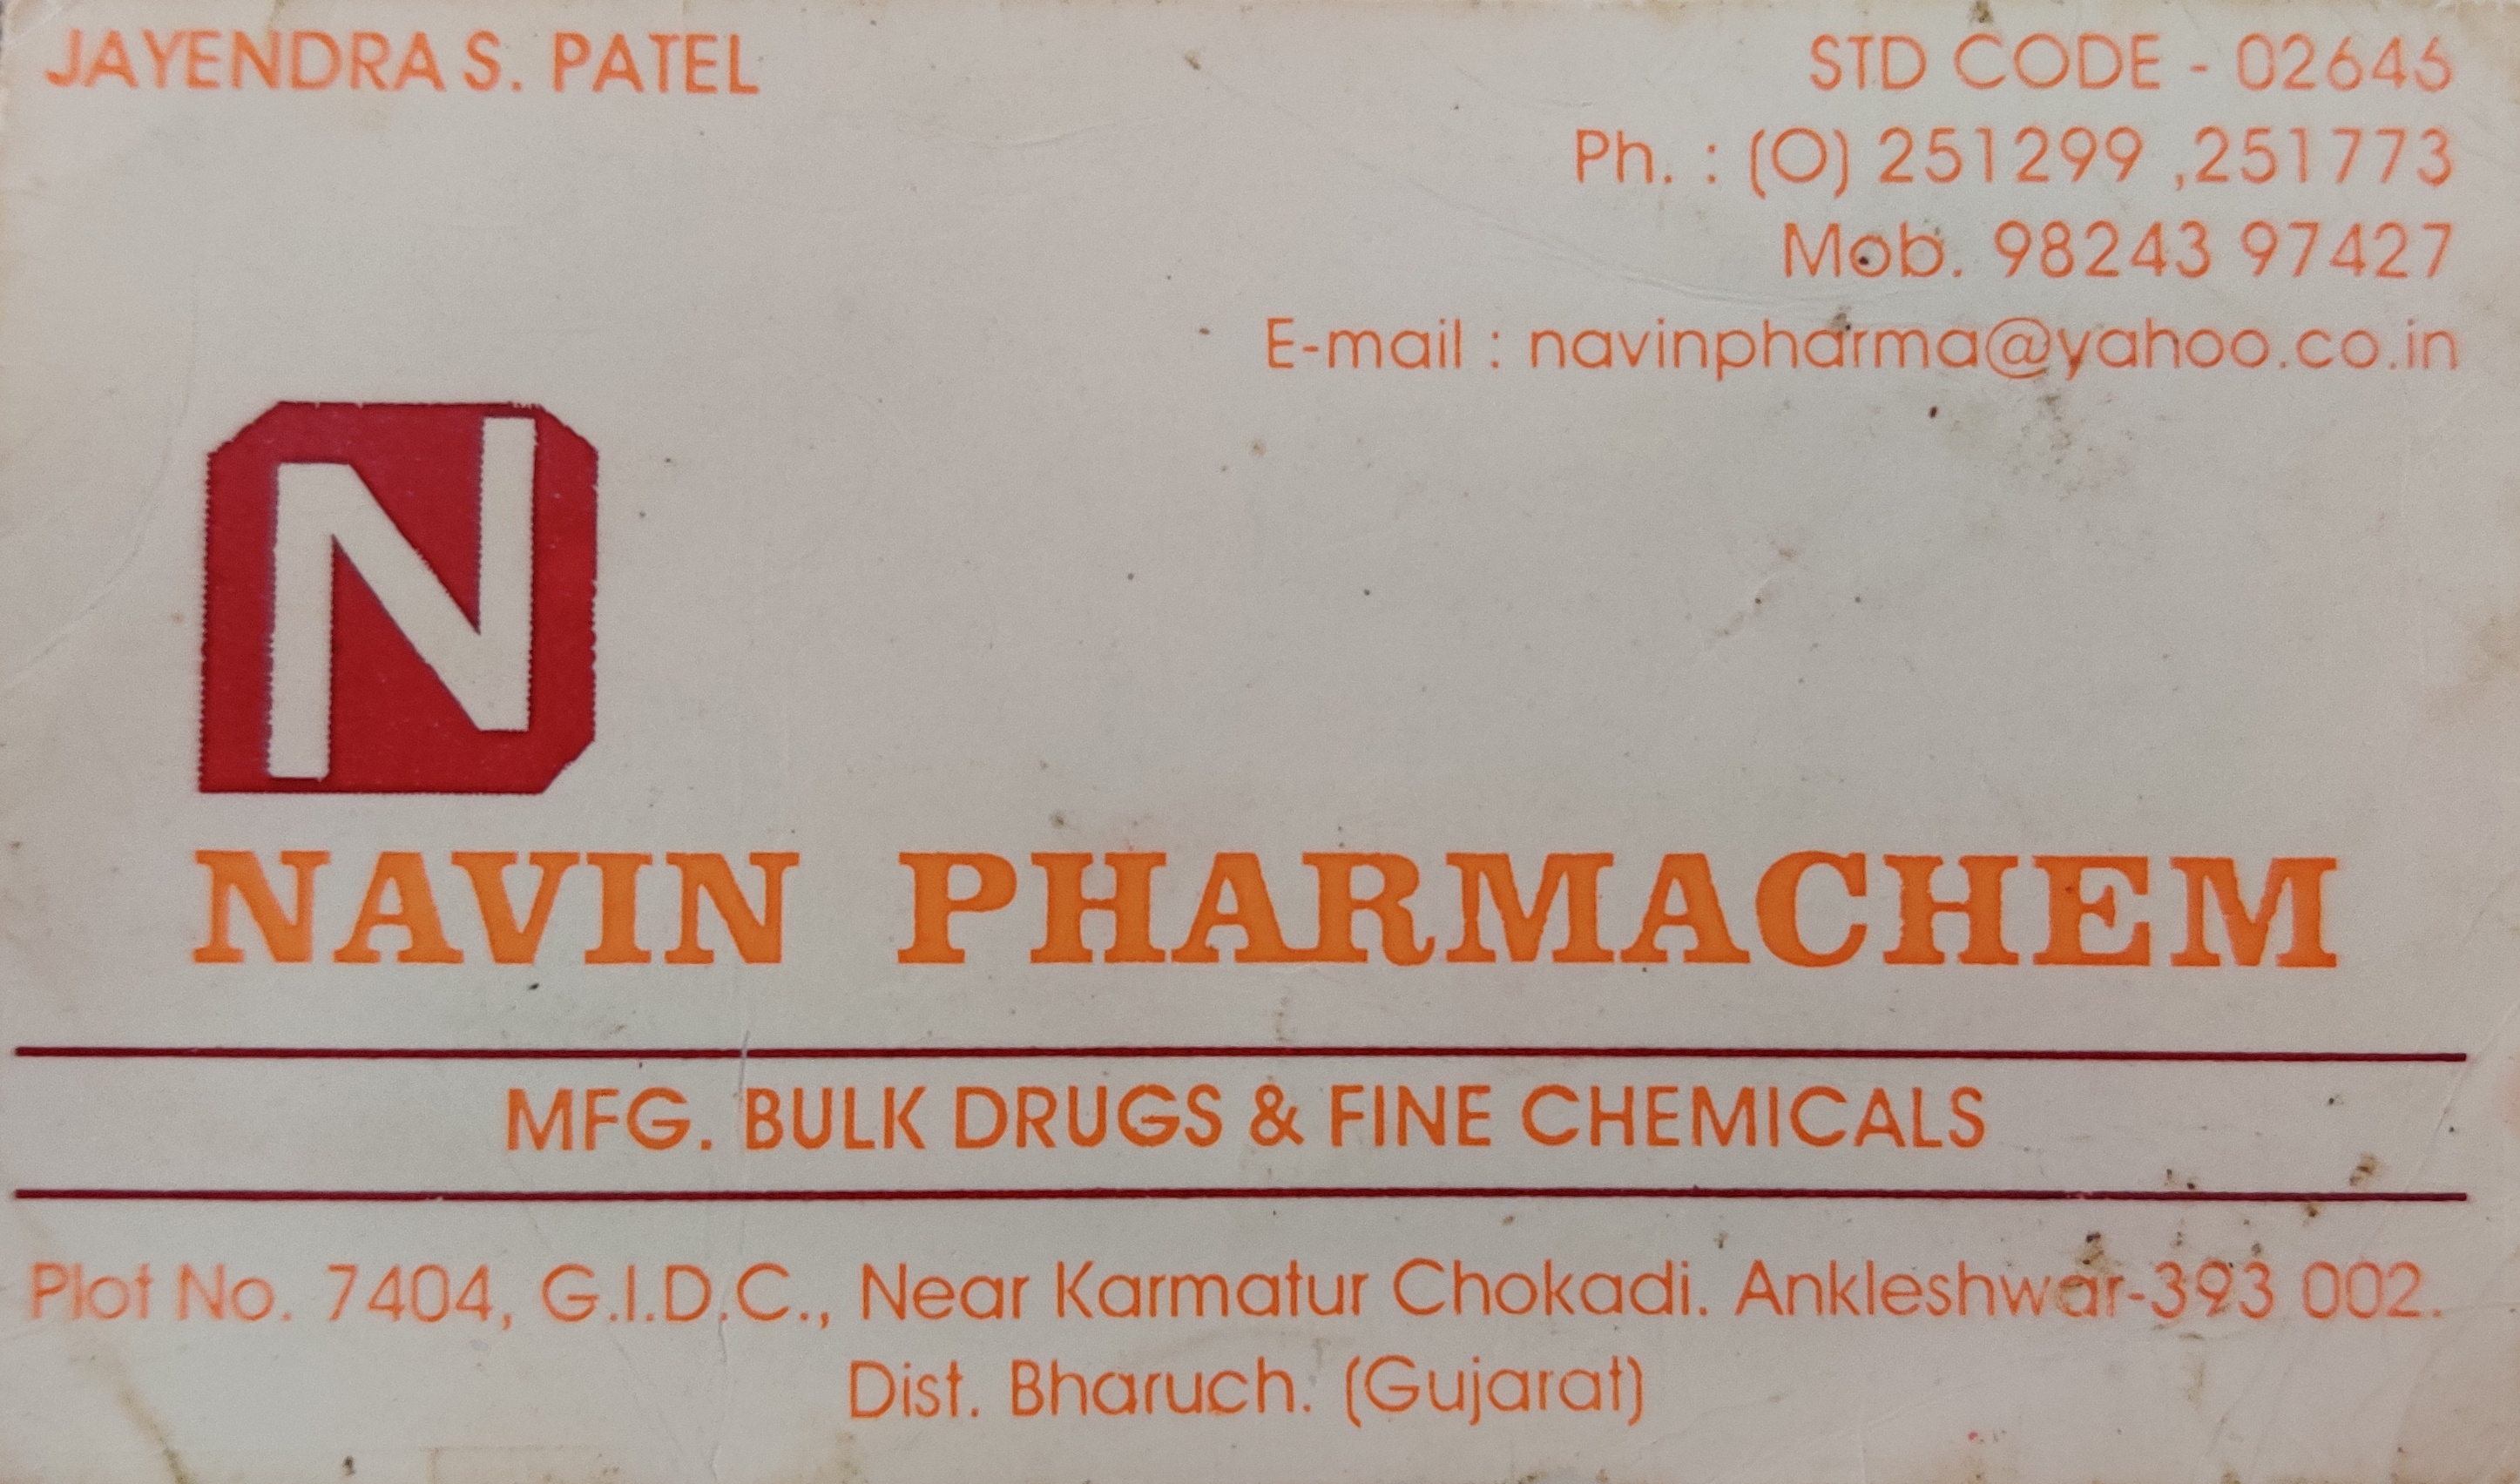 JAYENDRA S. PATEL
STD CODE - 02646
Ph. : (O) 251299 ,251773
Mob. 98243 97427
E-mail : navinpharma@yahoo.co.in
N
NAVIN PHARMACHEM
MFG. BULK DRUGS & FINE CHEMICALS
Plot No. 7404, G.I.D.C., Near Karmatur Chokadi. Ankleshwar-393 002.
Dist. Bharuch. (Gujarat)